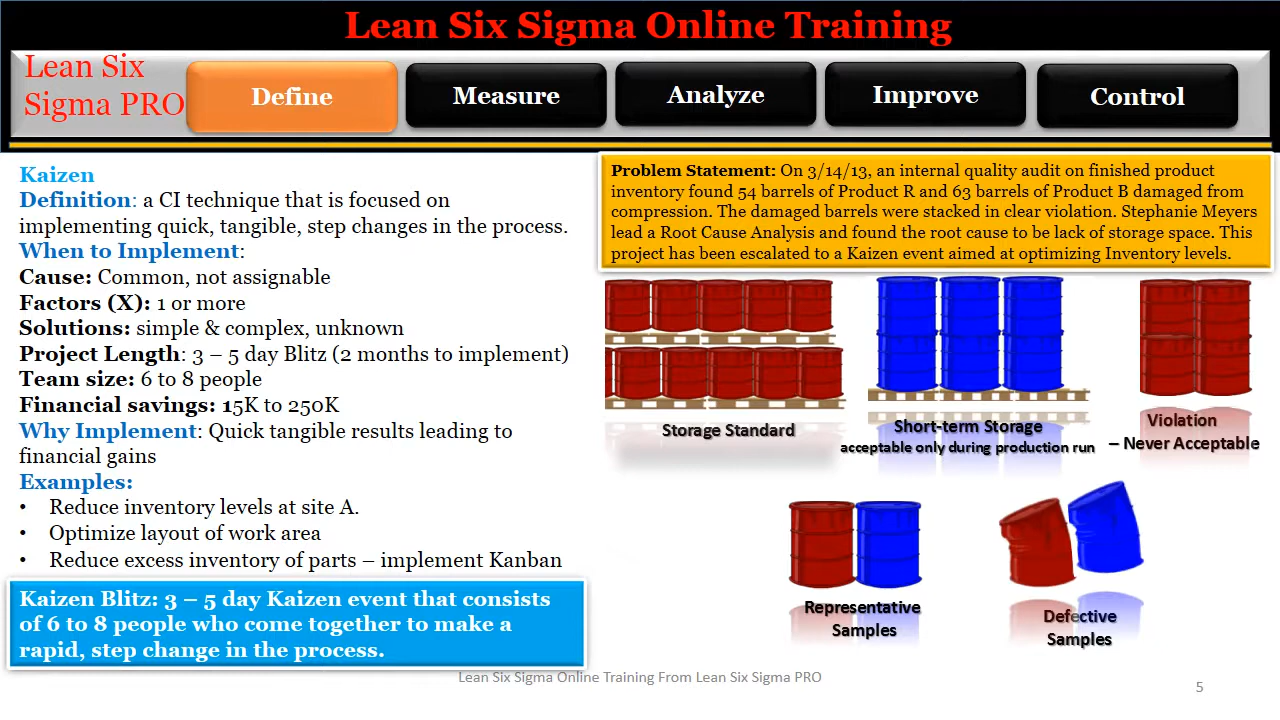 Lean Six Sigma Online Training
Lean Six
Sigma PRO
Define
Measure
Analyze
Improve
Control
Kaizen
Definition: a CI technique that is focused on
implementing quick, tangible, step changes in the process.
When to Implement:
Cause: Common, not assignable
Factors (X): 1 or more
Solutions: simple & complex, unknown
Project Length: 3 – 5 day Blitz (2 months to implement)
Team size: 6 to 8 people
Financial savings: 15K to 250K
Why Implement: Quick tangible results leading to
financial gains
Examples:
• Reduce inventory levels at site A.
• Optimize layout of work area
• Reduce excess inventory of parts – implement Kanban
Kaizen Blitz: 3 – 5 day Kaizen event that consists
of 6 to 8 people who come together to make a
rapid, step change in the process.
Problem Statement: On 3/14/13, an internal quality audit on finished product
inventory found 54 barrels of Product R and 63 barrels of Product B damaged from
compression. The damaged barrels were stacked in clear violation. Stephanie Meyers
lead a Root Cause Analysis and found the root cause to be lack of storage space. This
project has been escalated to a Kaizen event aimed at optimizing Inventory levels.
Storage Standard
Short-term Storage
acceptable only during production run
Violation
– Never Acceptable
Representative
Samples
Defective
Samples
Lean Six Sigma Online Training From Lean Six Sigma PRO
5